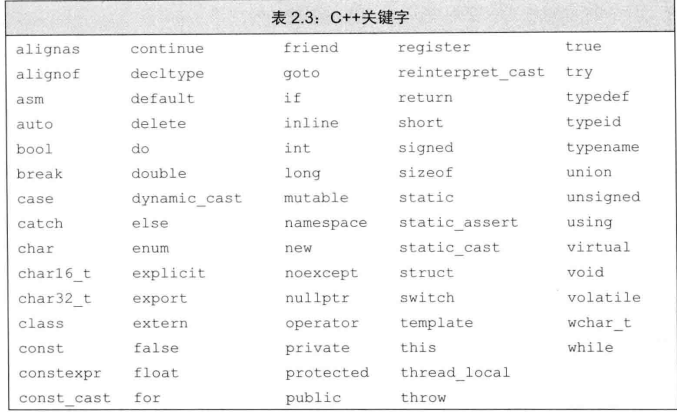 表 2.3：C++关键字
alignas continue friend register true
alignof decltype goto reinterpret_cast try
asm default if return typedef
auto delete inline short typeid
bool do int signed typename
break double long sizeof union
case dynamic_cast mutable static unsigned
catch else namespace static_assert using
char enum new static_cast virtual
char16_t explicit noexcept struct void
char32_t export nullptr switch volatile
class extern operator template wchar_t
const false private this while
constexpr float protected thread_local
const_cast for public throw